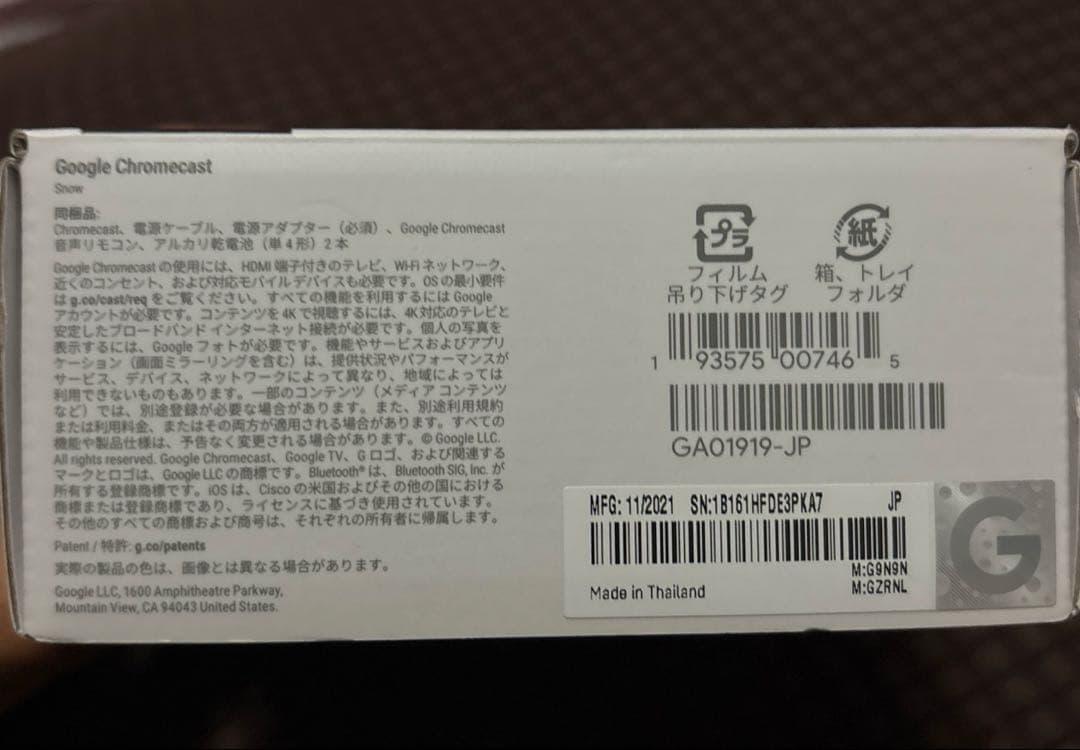 Google Chromecast
Snow
同梱品:
Chromecast、電源ケーブル、電源アダプター（必須）、Google Chromecast
音声リモコン、アルカリ乾電池（単4形）2本
Google Chromecast の使用には、HDMI 端子付きのテレビ、Wi-Fi ネットワーク、
近くのコンセント、および対応モバイルデバイスも必要です。OS の最小要件
は g.co/cast/req をご覧ください。すべての機能を利用するには Google
アカウントが必要です。コンテンツを 4K で視聴するには、4K 対応のテレビと
安定したブロードバンド インターネット接続が必要です。個人の写真を
表示するには、Google フォトが必要です。機能やサービスおよびアプリ
ケーション（画面ミラーリングを含む）は、提供状況やパフォーマンスが
サービス、デバイス、ネットワークによって異なり、地域によっては
利用できないものもあります。一部のコンテンツ（メディア コンテンツ
など）では、別途登録が必要な場合があります。また、別途利用規約
または利用料金、またはその両方が適用される場合があります。すべての
機能や製品仕様は、予告なく変更される場合があります。© Google LLC.
All rights reserved. Google Chromecast、Google TV、G ロゴ、および関連する
マークとロゴは、Google LLC の商標です。Bluetooth® は、Bluetooth SIG, Inc. が
所有する登録商標です。iOS は、Cisco の米国およびその他の国における
商標または登録商標であり、ライセンスに基づき使用されています。
その他のすべての商標および商号は、それぞれの所有者に帰属します。
Patent / 特許: g.co/patents
実際の製品の色は、画像とは異なる場合があります。
Google LLC, 1600 Amphitheatre Parkway,
Mountain View, CA 94043 United States.
プラ
紙
フィルム
吊り下げタグ
箱、トレイ
フォルダ
1 93575 00746 5
GA01919-JP
MFG: 11/2021 SN:1B161HFDE3PKA7 JP
M:G9N9N
M:GZRNL
Made in Thailand
G